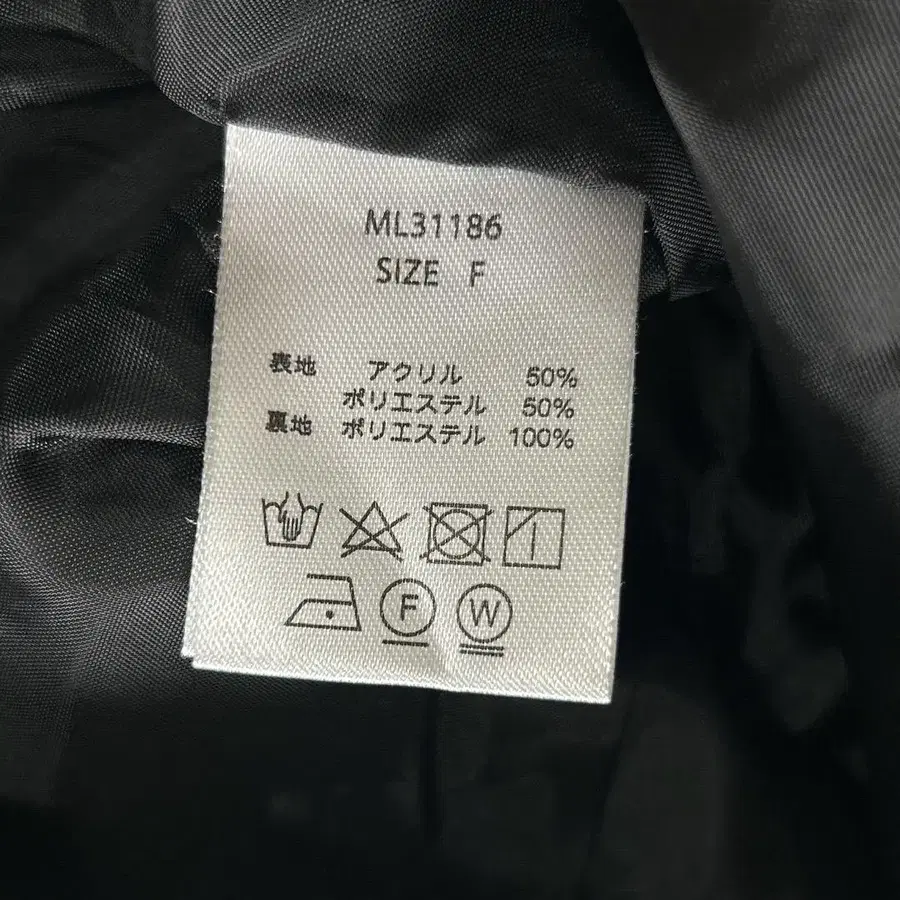 ML31186
SIZE F
表地 アクリル 50%
ポリエステル 50%
裏地 ポリエステル 100%
F
W